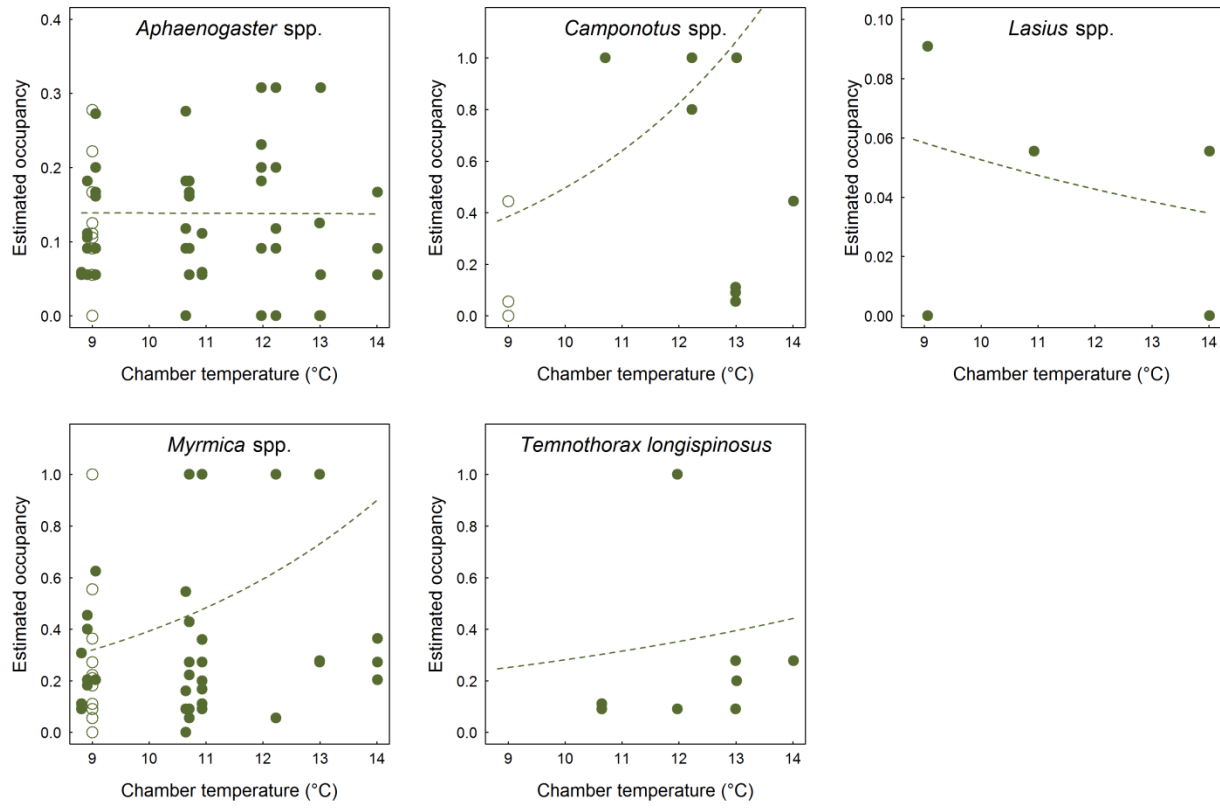 Aphaenogaster spp.
Estimated occupancy
0.4
0.3
0.2
0.1
0.0
9 10 11 12 13 14
Chamber temperature (°C)
Camponotus spp.
Estimated occupancy
1.0
0.8
0.6
0.4
0.2
0.0
9 10 11 12 13 14
Chamber temperature (°C)
Lasius spp.
Estimated occupancy
0.10
0.08
0.06
0.04
0.02
0.00
9 10 11 12 13 14
Chamber temperature (°C)
Myrmica spp.
Estimated occupancy
1.0
0.8
0.6
0.4
0.2
0.0
9 10 11 12 13 14
Chamber temperature (°C)
Temnothorax longispinosus
Estimated occupancy
1.0
0.8
0.6
0.4
0.2
0.0
9 10 11 12 13 14
Chamber temperature (°C)